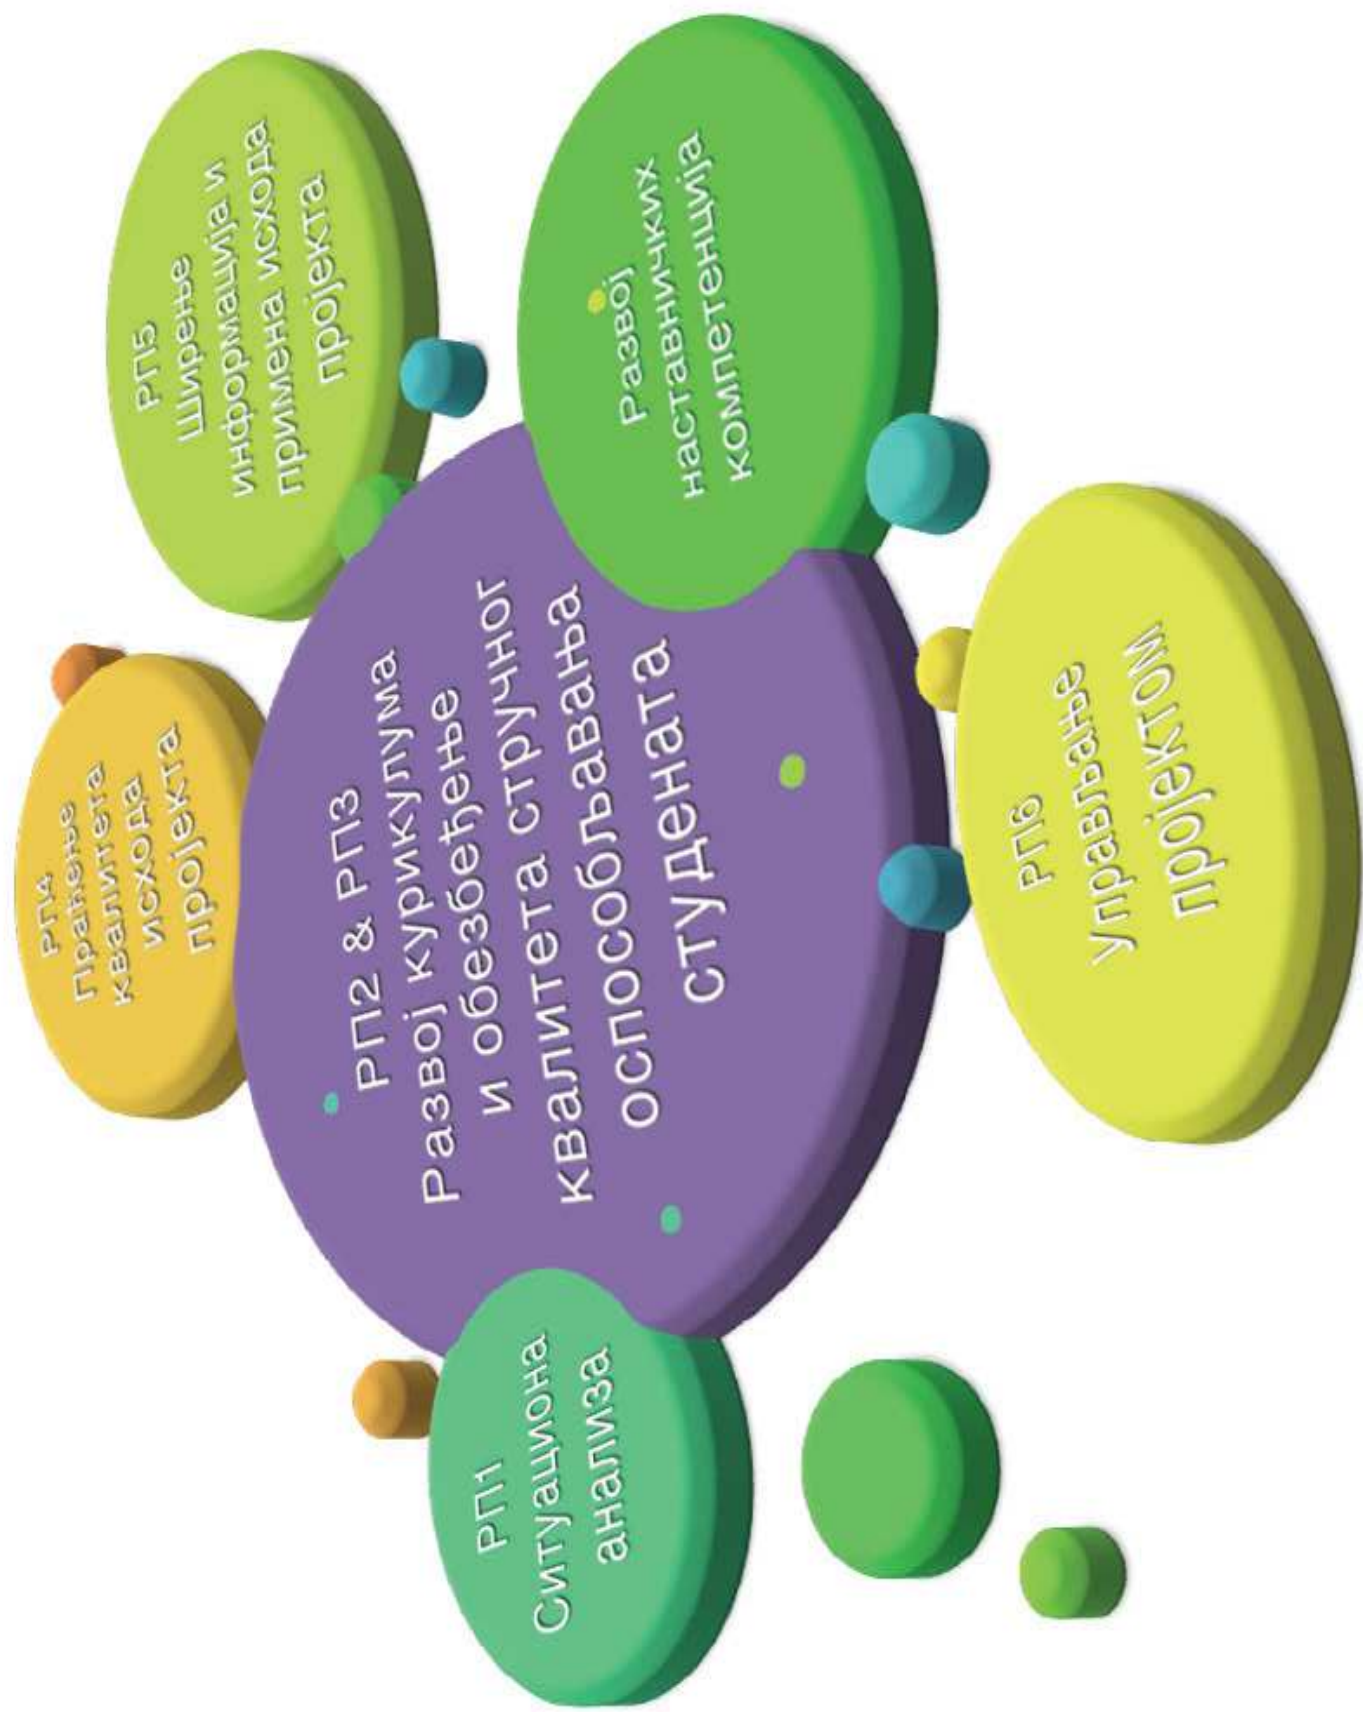 РП1
Ситуациона
анализа
РП2 & РП3
Развој курикулума
и обезбеђење
квалитета стручног
оспособљавања
студената
РП4
Праћење
квалитета
исхода
пројекта
РП5
Ширење
информација и
примена исхода
пројекта
Развој
наставничких
компетенција
РП6
Управљање
пројектом